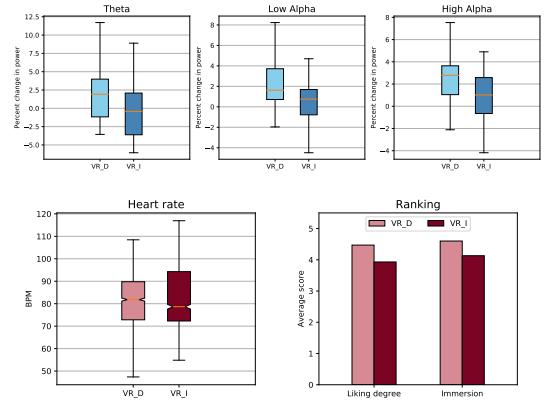 Theta
Percent change in power
12.5
10.0
7.5
5.0
2.5
0.0
−2.5
−5.0
VR_D VR_I
Low Alpha
Percent change in power
8
6
4
2
0
−2
−4
VR_D VR_I
High Alpha
Percent change in power
8
6
4
2
0
−2
−4
VR_D VR_I
Heart rate
BPM
120
110
100
90
80
70
60
50
VR_D VR_I
Ranking
VR_D VR_I
Average score
5
4
3
2
1
0
Liking degree Immersion